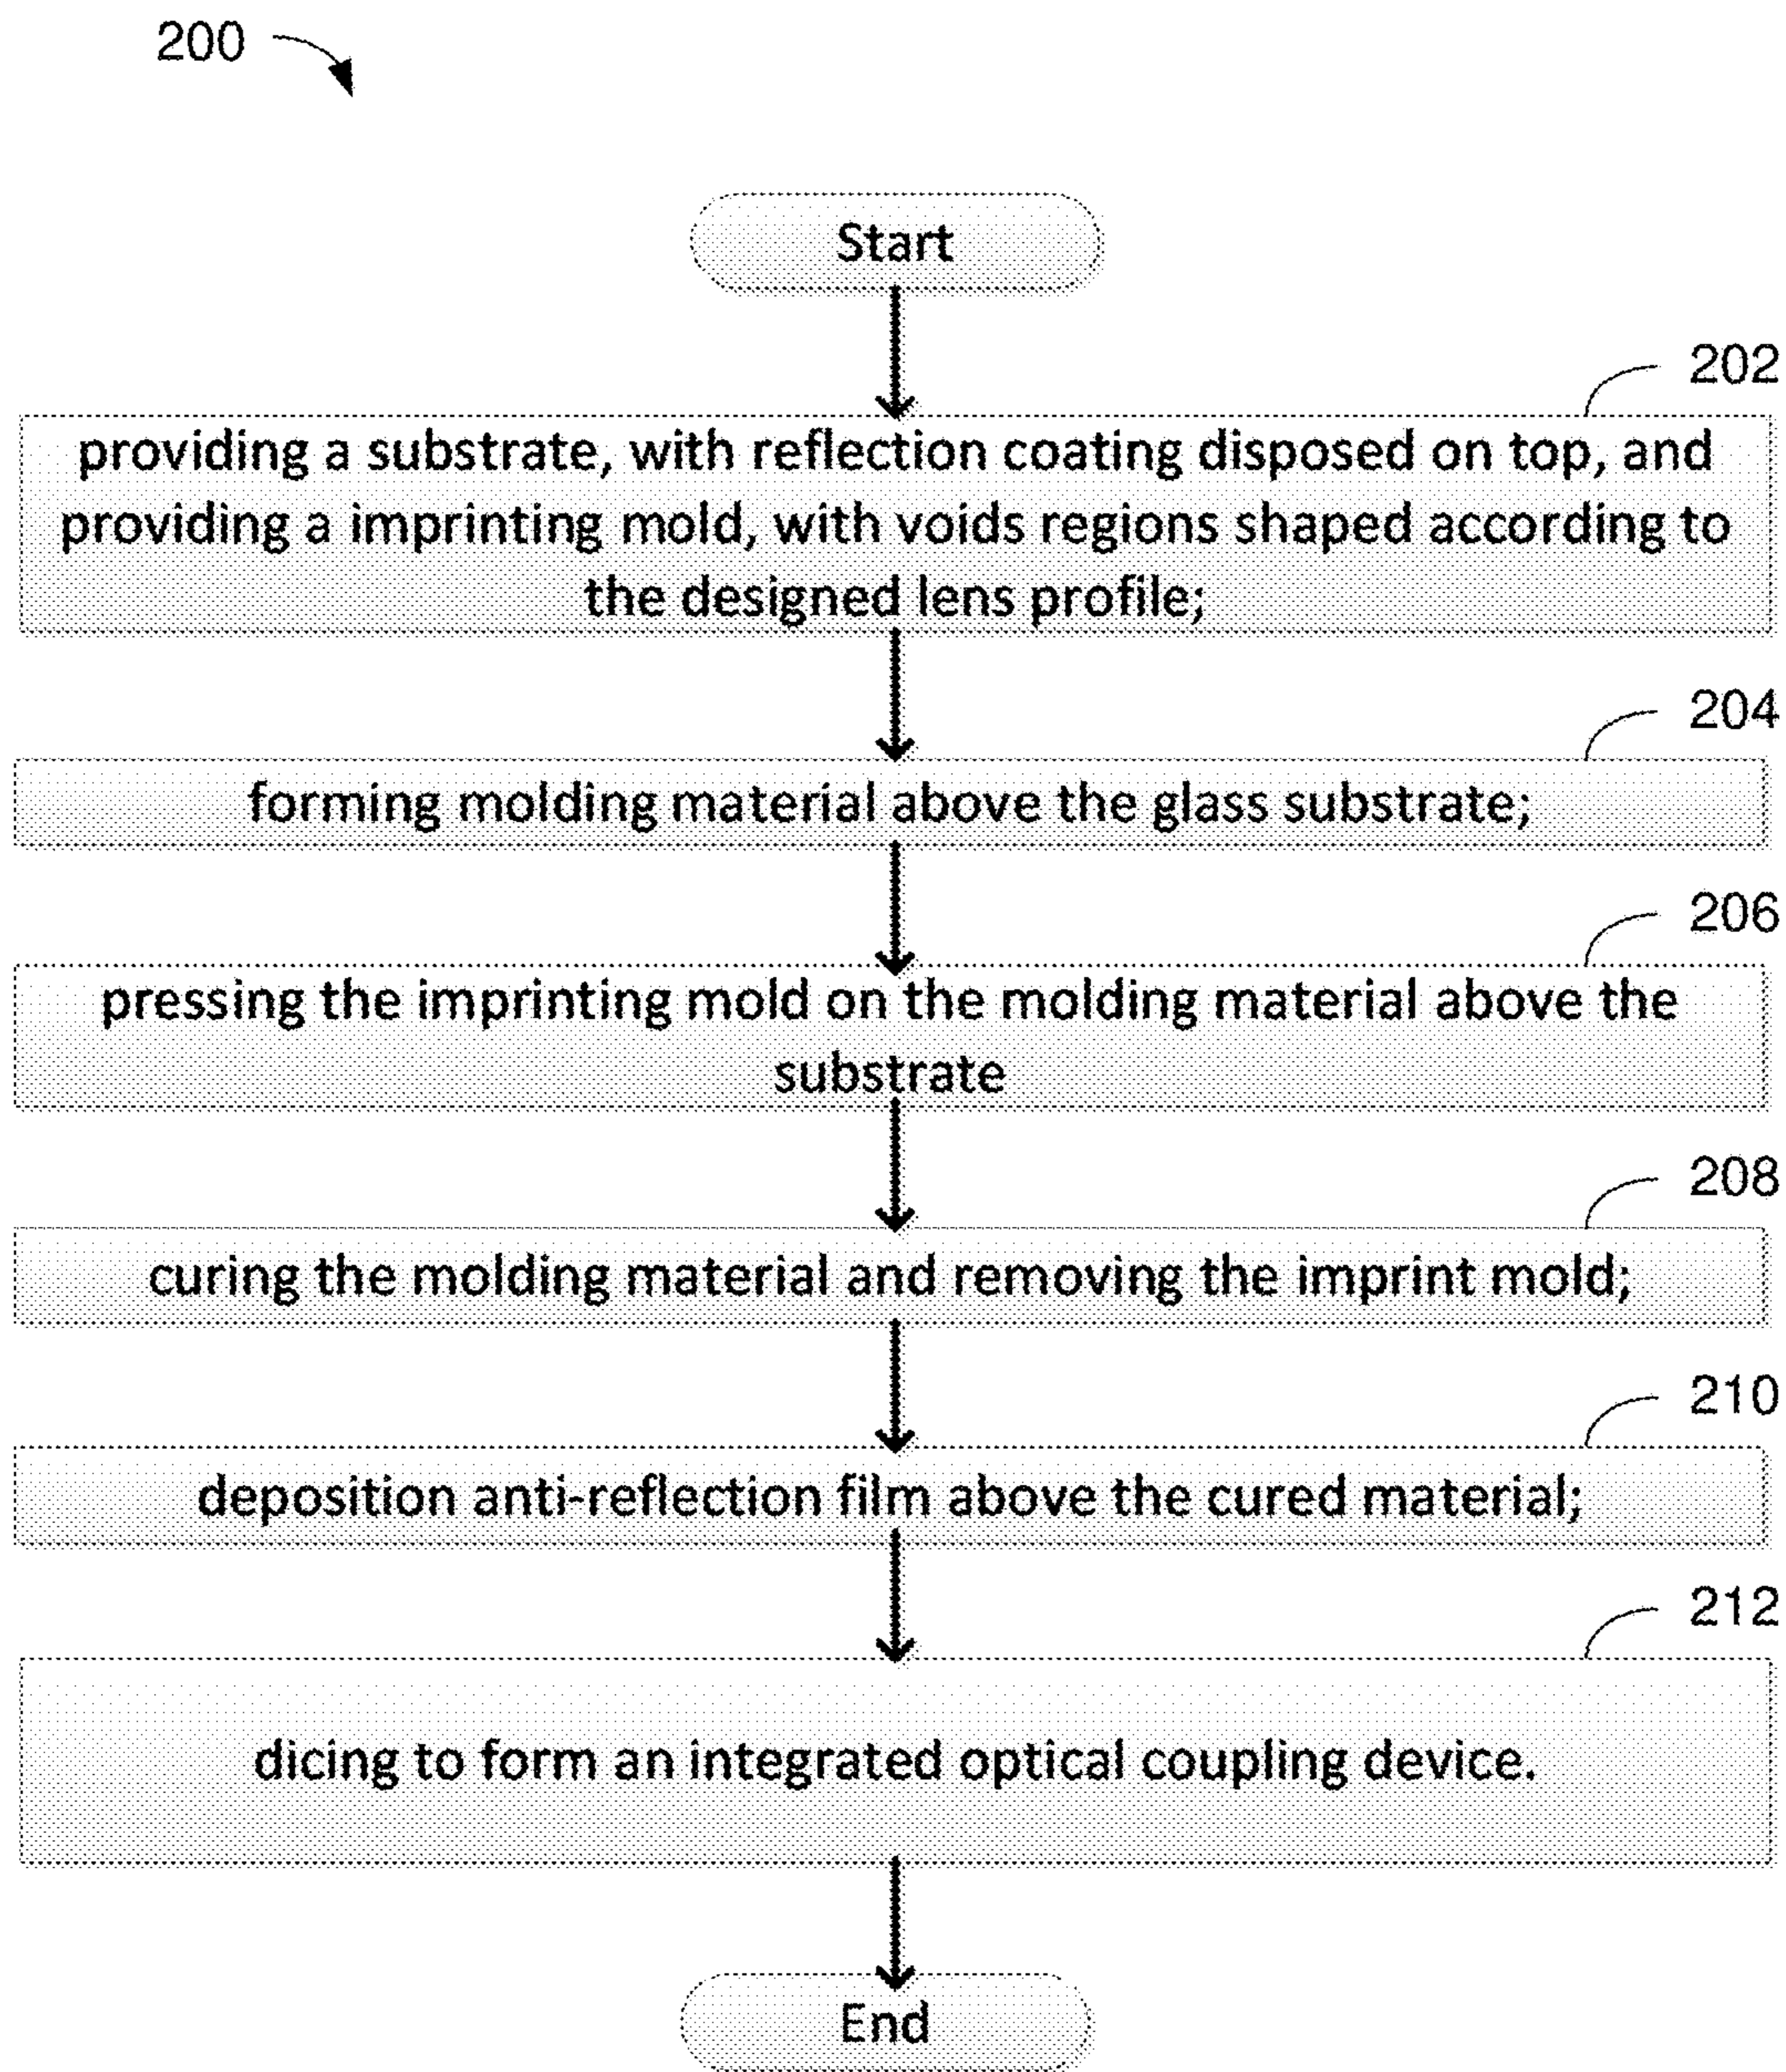 200
Start
202
providing a substrate, with reflection coating disposed on top, and
providing a imprinting mold, with voids regions shaped according to
the designed lens profile;
204
forming molding material above the glass substrate;
206
pressing the imprinting mold on the molding material above the
substrate
208
curing the molding material and removing the imprint mold;
210
deposition anti-reflection film above the cured material;
212
dicing to form an integrated optical coupling device.
End